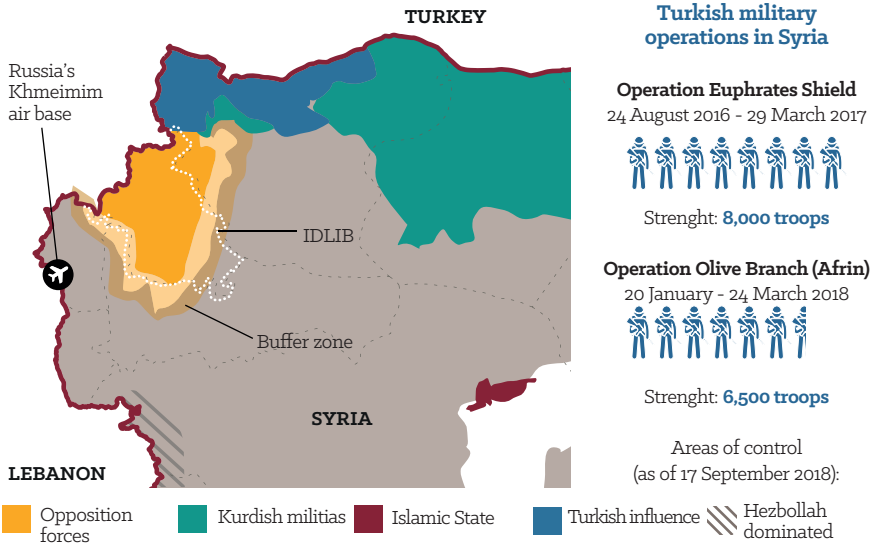 TURKEY
Russia's
Khmeimim
air base
IDLIB
Buffer zone
SYRIA
LEBANON
Turkish military
operations in Syria
Operation Euphrates Shield
24 August 2016 - 29 March 2017
Strenght: 8,000 troops
Operation Olive Branch (Afrin)
20 January - 24 March 2018
Strenght: 6,500 troops
Areas of control
(as of 17 September 2018):
Opposition
forces
Kurdish militias
Islamic State
Turkish influence
Hezbollah
dominated